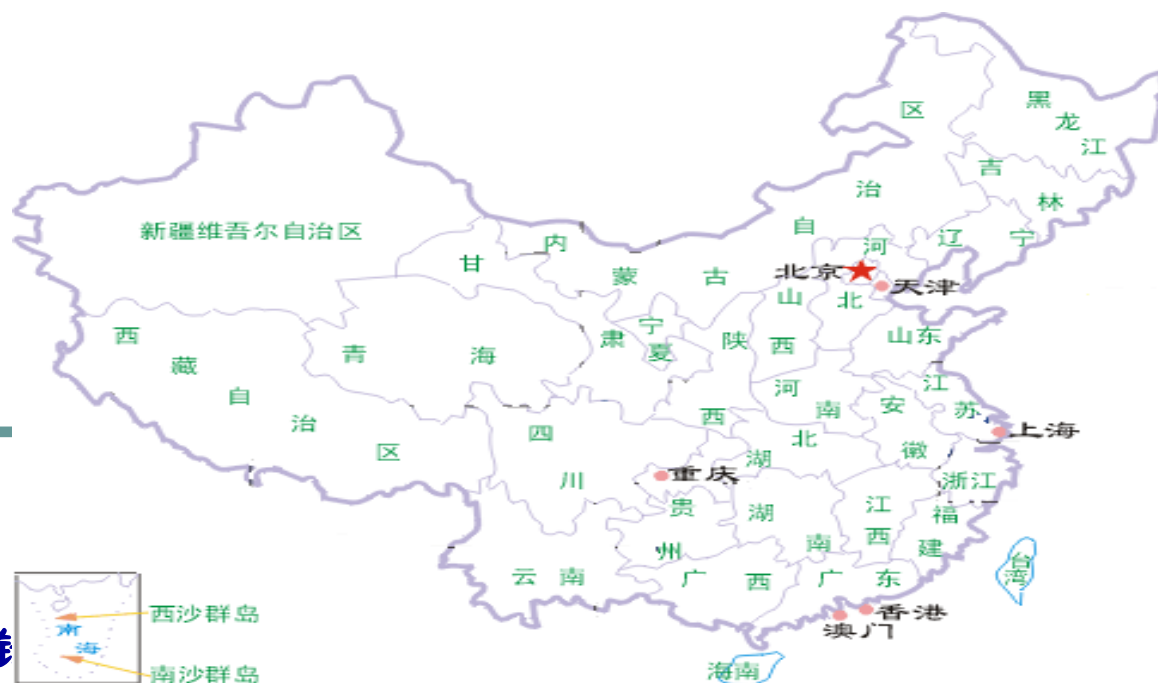 黑龙江
内蒙古自治区
吉林
辽宁
新疆维吾尔自治区
甘肃
河北
北京
天津
山西
宁夏
陕西
山东
西藏自治区
青海
河南
江苏
安徽
上海
四川
湖北
重庆
浙江
贵州
湖南
江西
福建
云南
广西
广东
台湾
香港
澳门
海南
西沙群岛
南海
南沙群岛